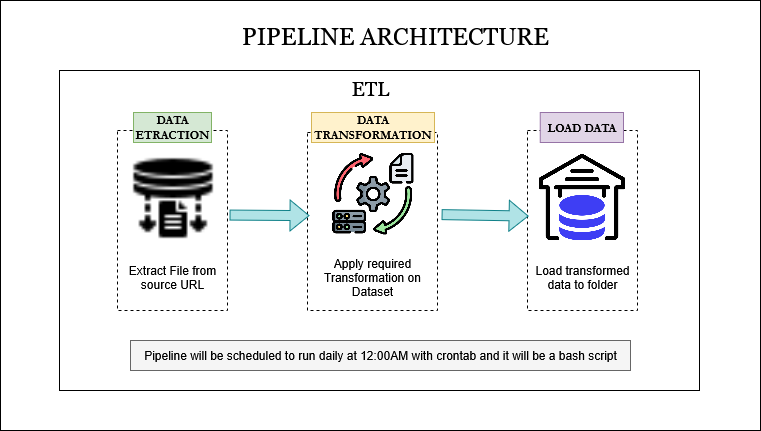 PIPELINE ARCHITECTURE
ETL
DATA
ETRACTION
Extract File from
source URL
DATA
TRANSFORMATION
Apply required
Transformation on
Dataset
LOAD DATA
Load transformed
data to folder
Pipeline will be scheduled to run daily at 12:00AM with crontab and it will be a bash script